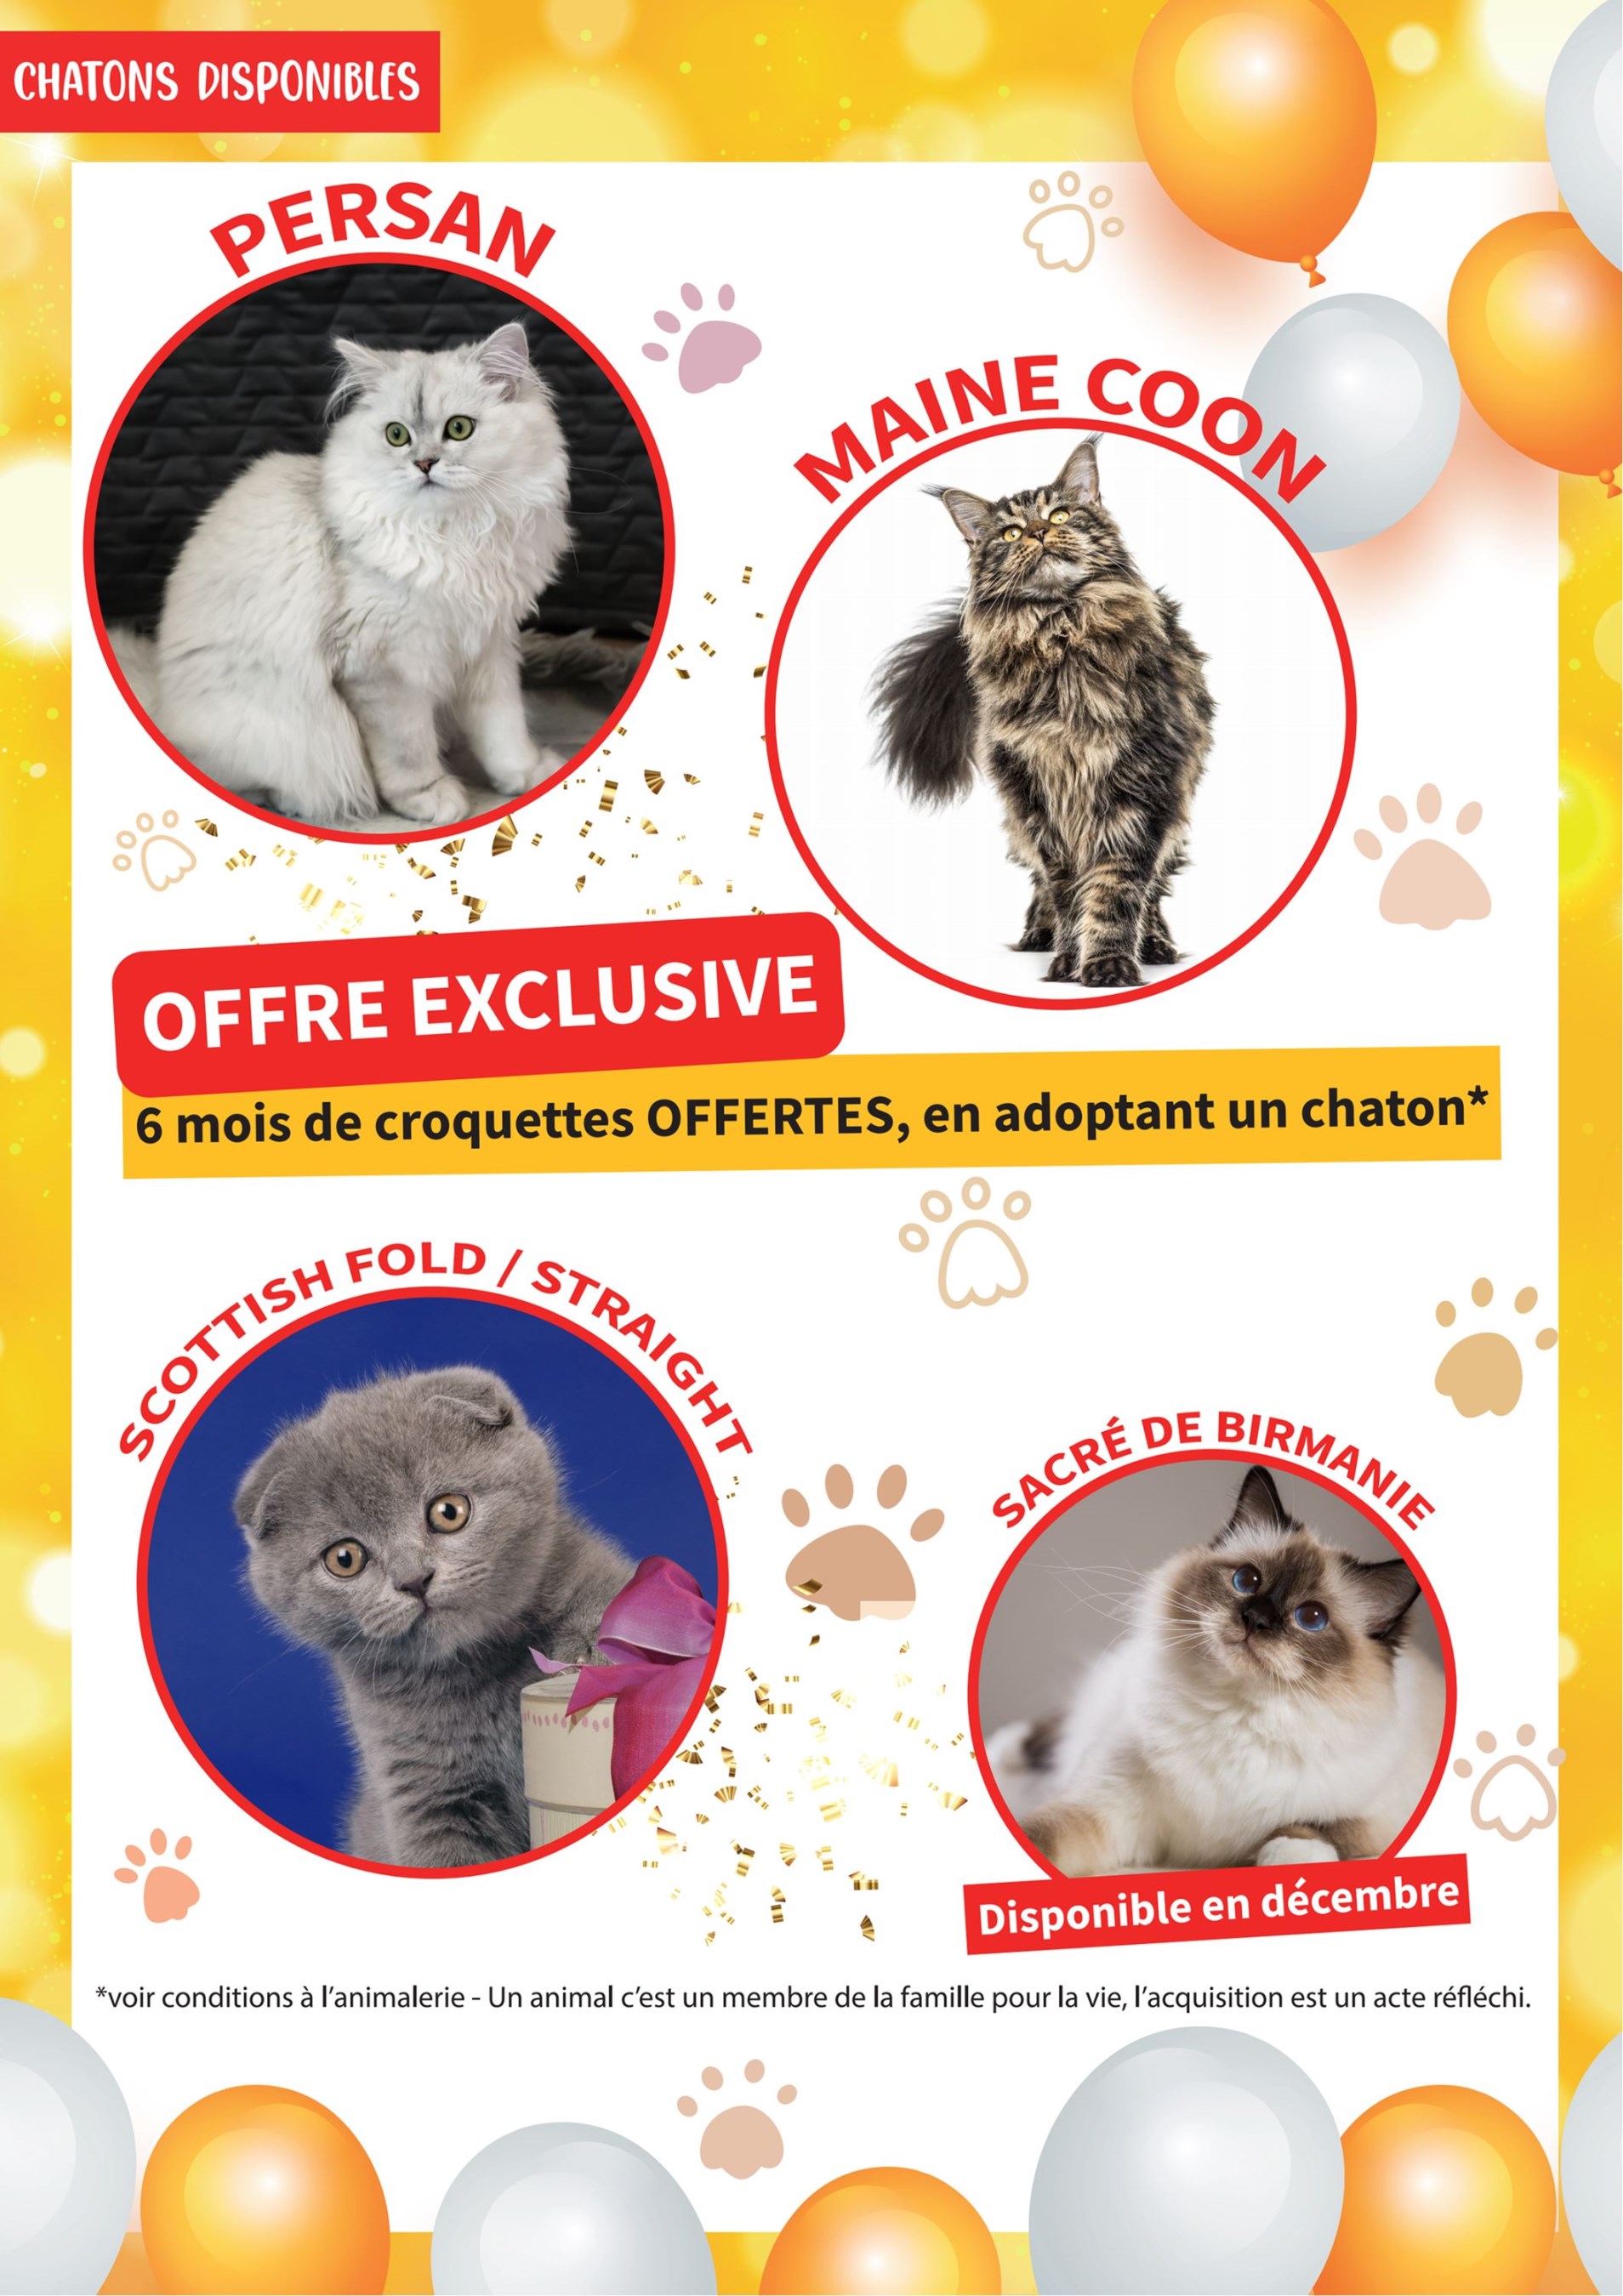 CHATONS DISPONIBLES
PERSAN
MAINE COON
OFFRE EXCLUSIVE
6 mois de croquettes OFFERTES, en adoptant un chaton*
SCOTTISH FOLD / STRAIGHT
SACRÉ DE BIRMANIE
Disponible en décembre
*voir conditions à l'animalerie - Un animal c'est un membre de la famille pour la vie, l'acquisition est un acte réfléchi.